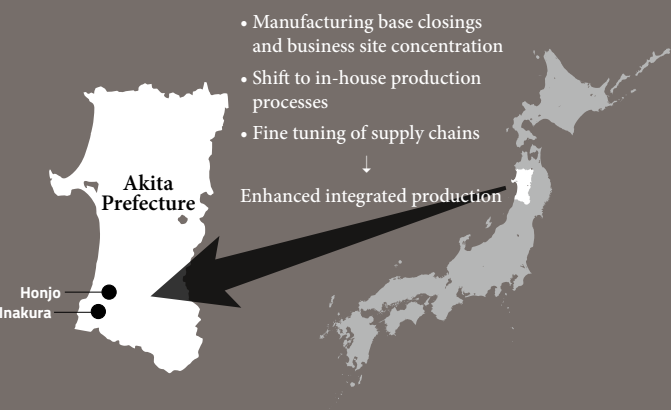 • Manufacturing base closings
and business site concentration
• Shift to in-house production
processes
• Fine tuning of supply chains
↓
Enhanced integrated production
Akita
Prefecture
Honjo
Inakura